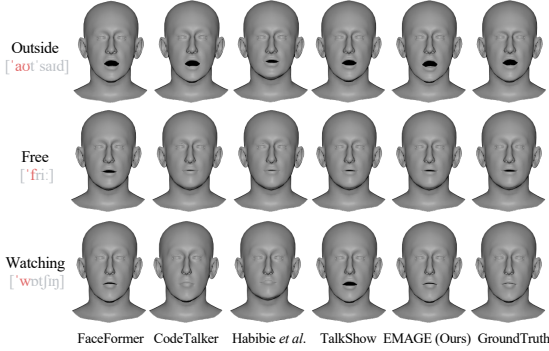 Outside
[ˈaʊtˈsaɪd]
Free
[ˈfriː]
Watching
[ˈwɒtʃɪŋ]
FaceFormer CodeTalker Habibie et al. TalkShow EMAGE (Ours) GroundTruth